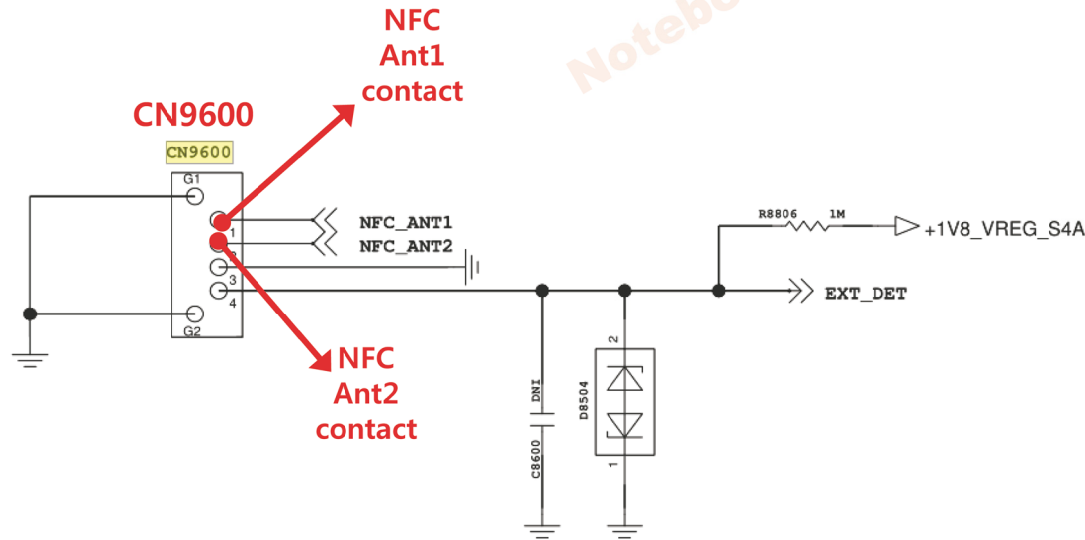 NFC
Ant1
contact
Notebo
CN9600
CN9600
G1
1
NFC_ANT1
NFC_ANT2
2
3
4
G2
R8806 1M
+1V8_VREG_S4A
EXT_DET
NFC
Ant2
contact
DNI
C8600
2
D8504
1